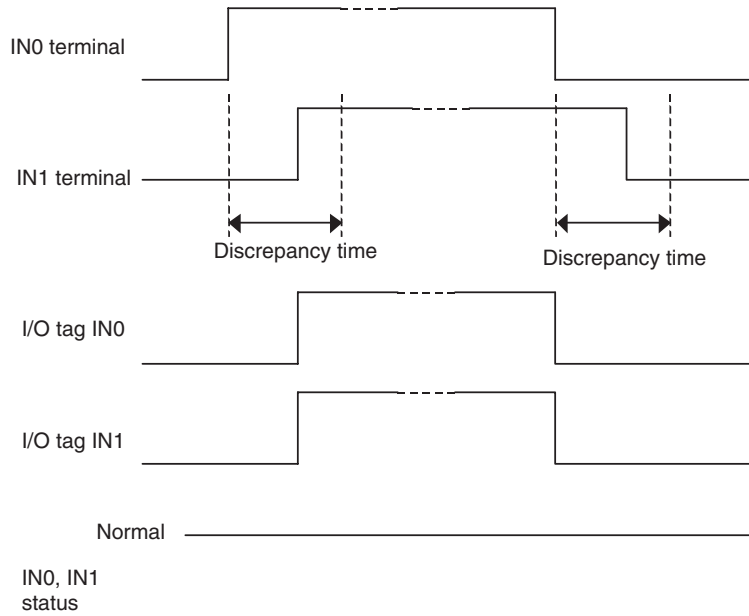 IN0 terminal
IN1 terminal
Discrepancy time
Discrepancy time
I/O tag IN0
I/O tag IN1
Normal
IN0, IN1
status